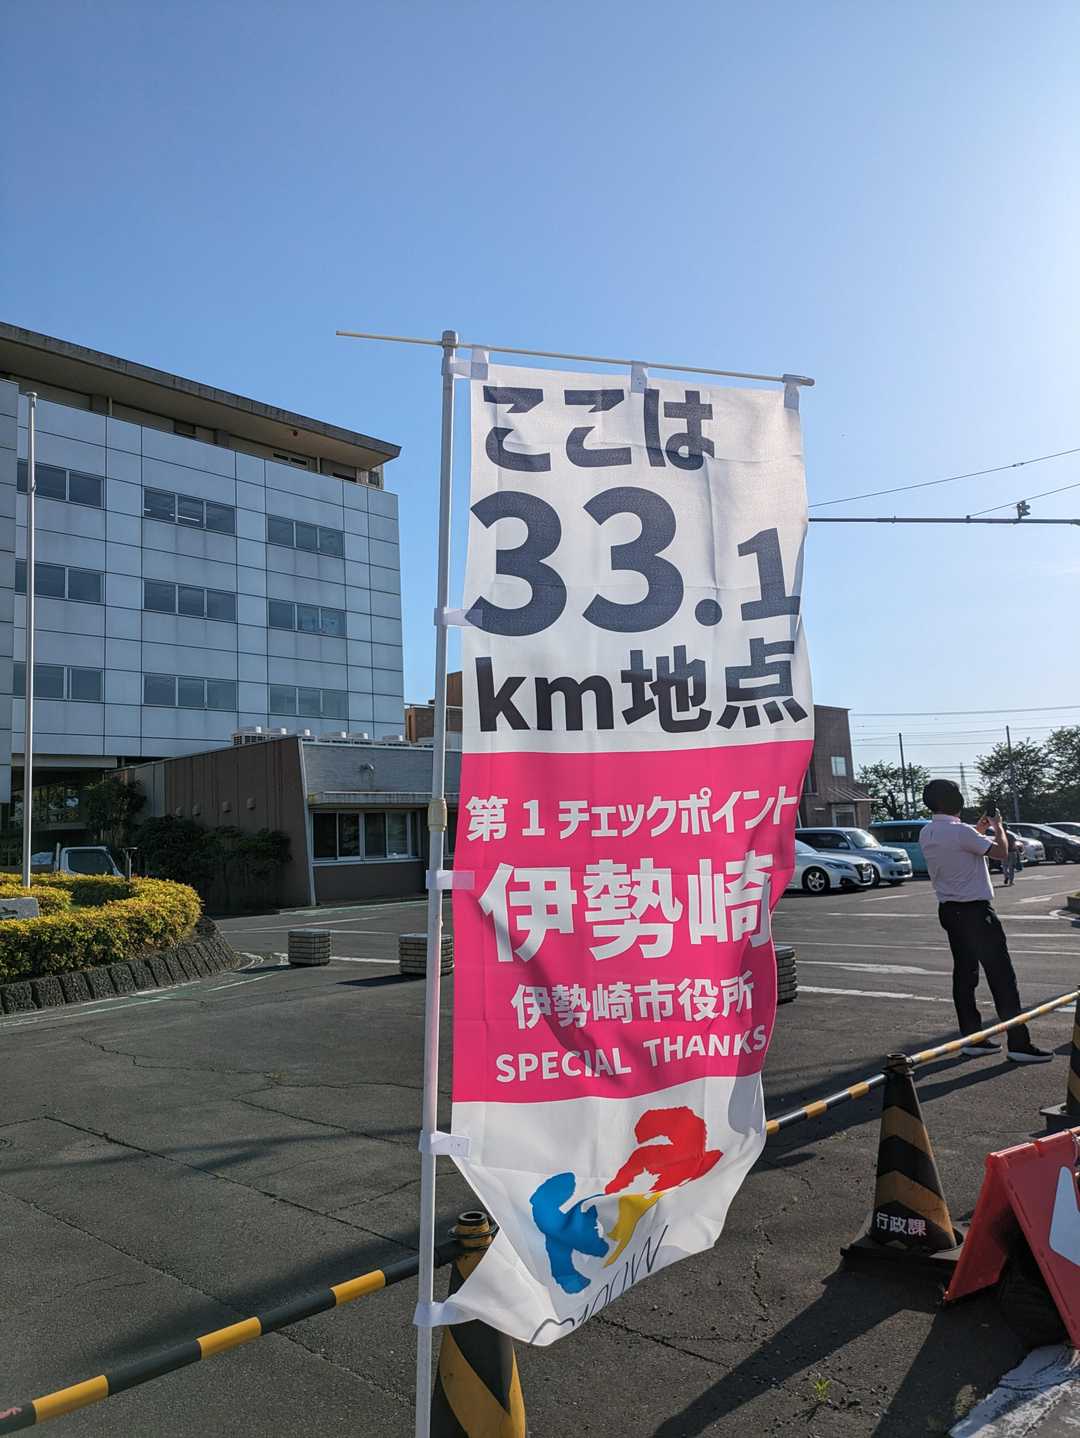 ここは
33.1
km地点
第1チェックポイント
伊勢崎
伊勢崎市役所
SPECIAL THANKS
行政課